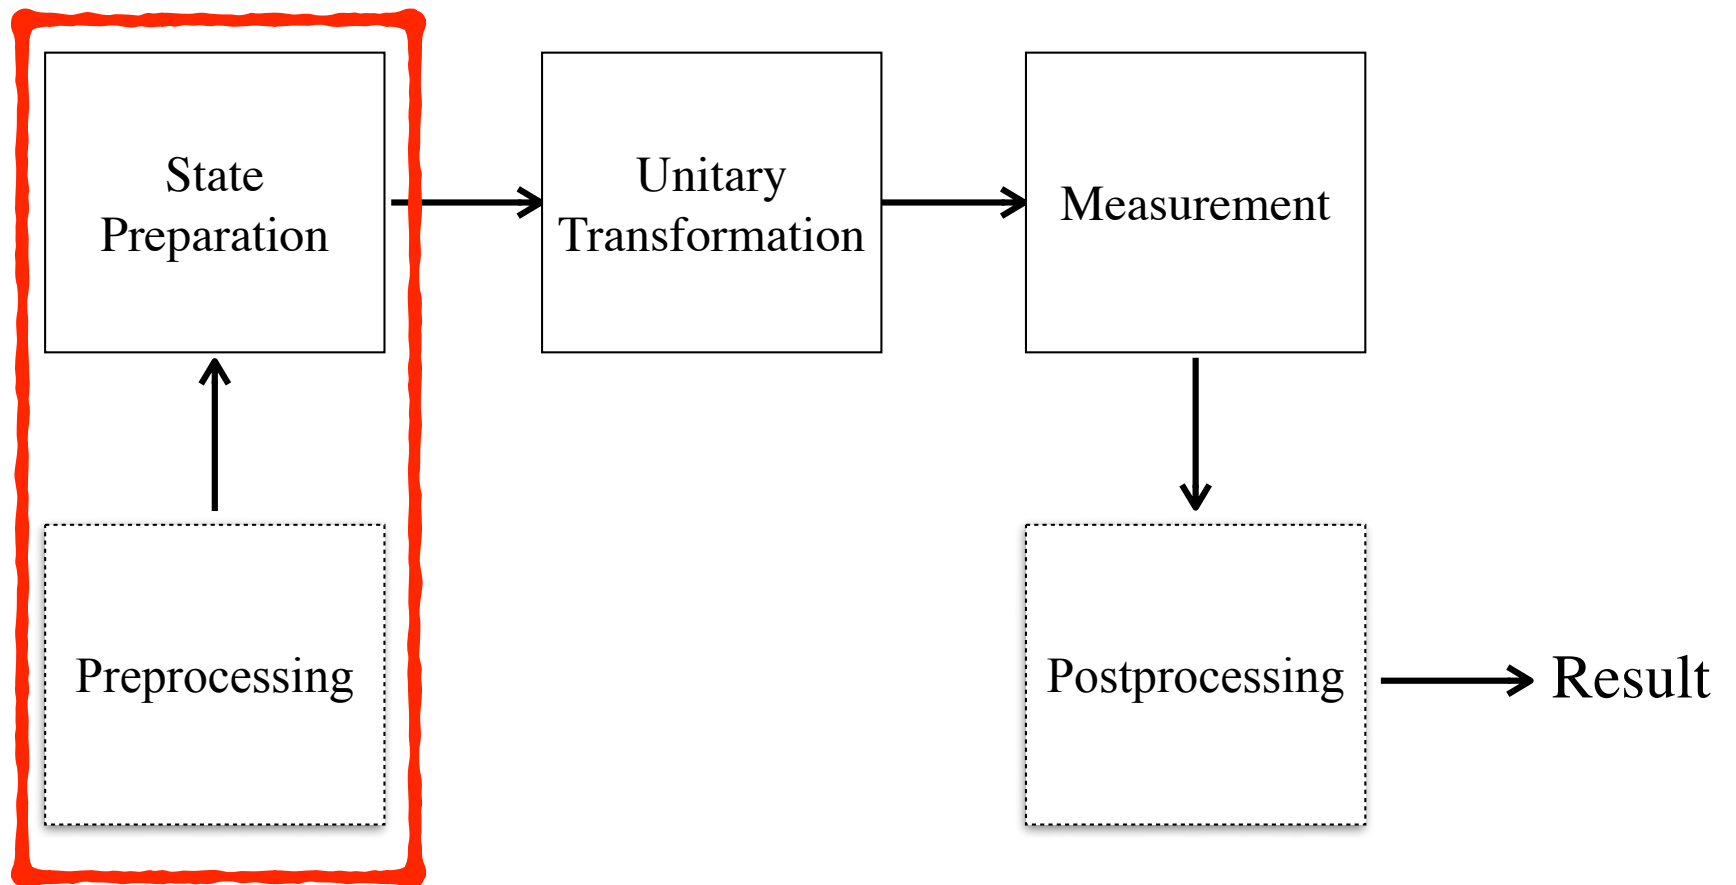 State
Preparation
Unitary
Transformation
Measurement
Preprocessing
Postprocessing
Result